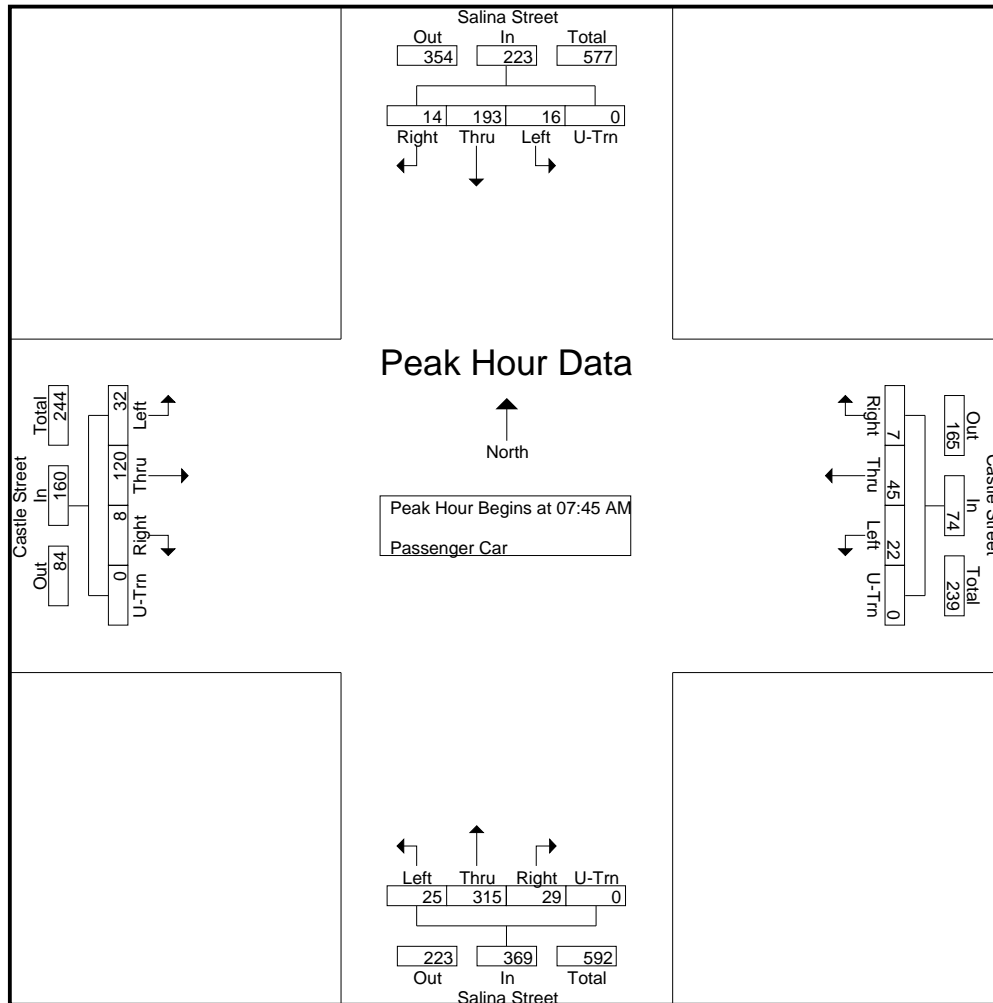 Salina Street
Out In Total
354 223 577
14 193 16 0
Right Thru Left U-Trn
Peak Hour Data
North
Peak Hour Begins at 07:45 AM
Passenger Car
Castle Street
Total In Out
244 160 84
32 120 8 0
Left Thru Right U-Trn
Castle Street
Out In Total
165 74 239
7 45 22 0
Right Thru Left U-Trn
Left Thru Right U-Trn
25 315 29 0
223 369 592
Out In Total
Salina Street